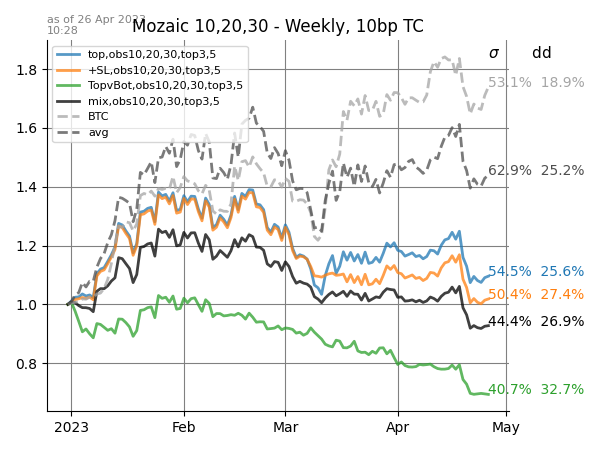 as of 26 Apr 2023
10:28
Mozaic 10,20,30 - Weekly, 10bp TC
σ dd
top,obs10,20,30,top3,5
+SL,obs10,20,30,top3,5
TopvBot,obs10,20,30,top3,5
mix,obs10,20,30,top3,5
BTC
avg
53.1% 18.9%
62.9% 25.2%
54.5% 25.6%
50.4% 27.4%
44.4% 26.9%
40.7% 32.7%
1.8
1.6
1.4
1.2
1.0
0.8
2023 Feb Mar Apr May